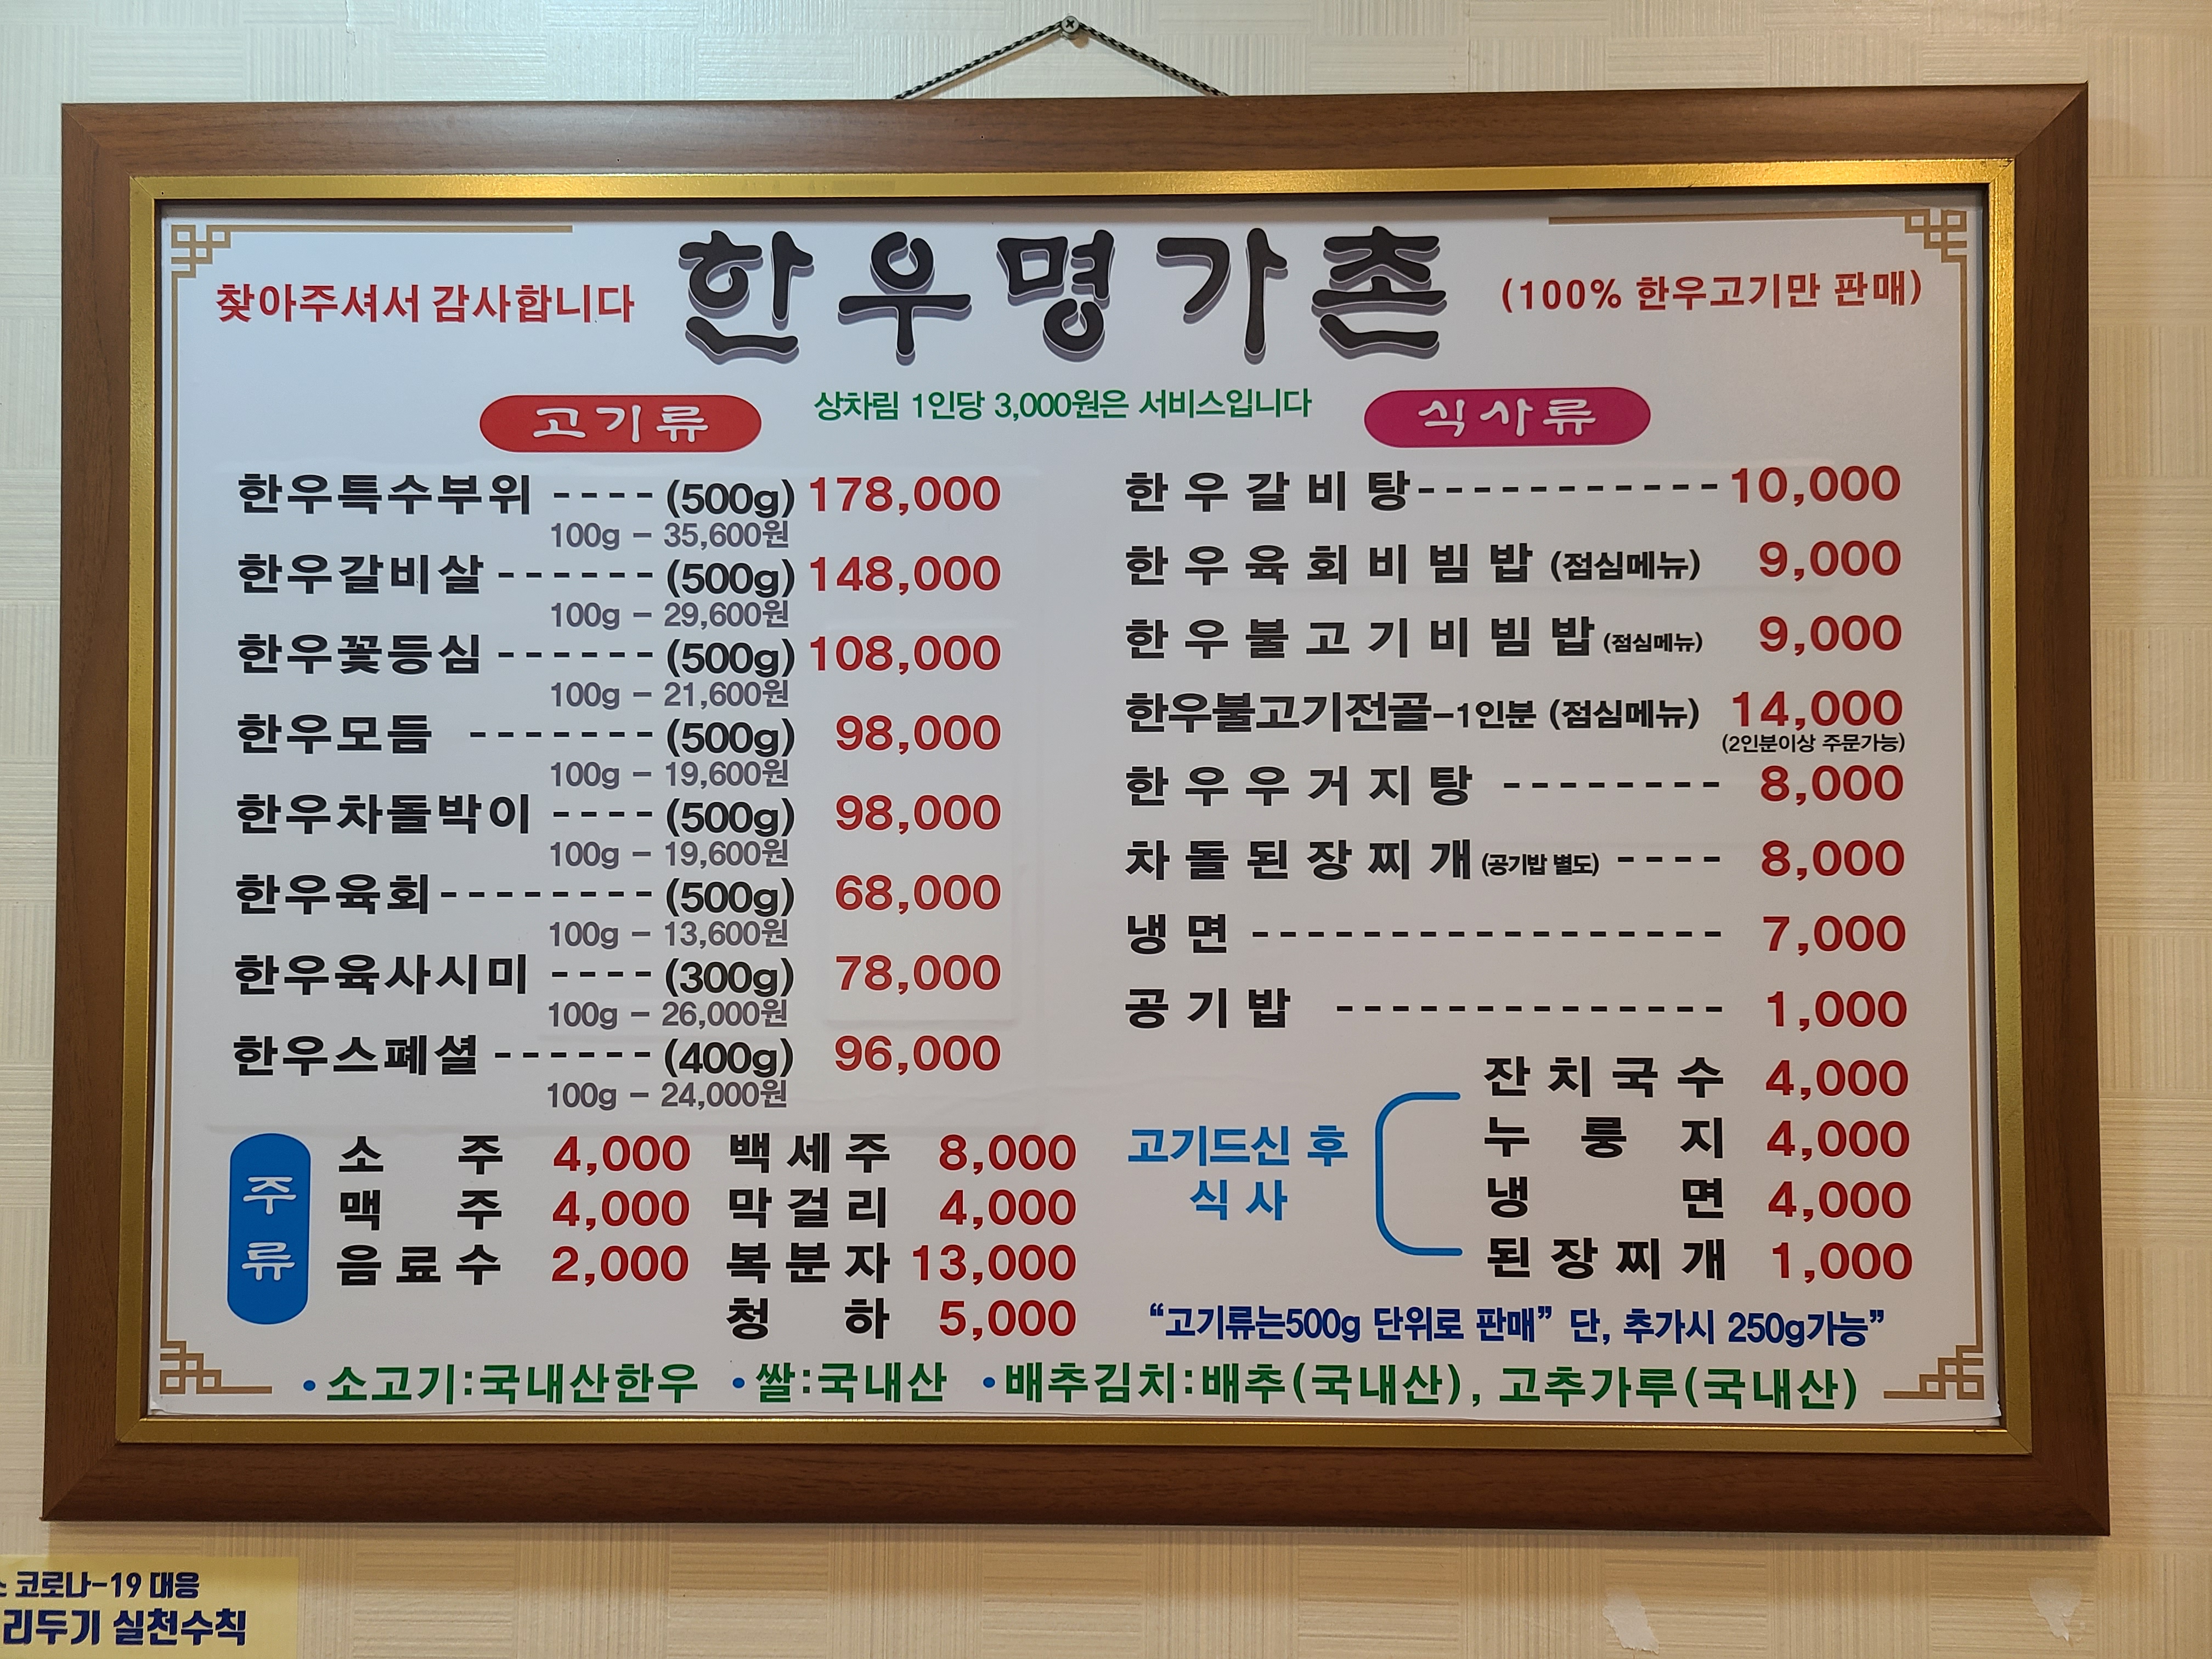 찾아주셔서 감사합니다
한우명가촌
(100% 한우고기만 판매)
상차림 1인당 3,000원은 서비스입니다
고기류
한우특수부위 ---- (500g) 178,000
100g - 35,600원
한우갈비살 ------ (500g) 148,000
100g - 29,600원
한우꽃등심 ------ (500g) 108,000
100g - 21,600원
한우모듬 ------- (500g) 98,000
100g - 19,600원
한우차돌박이 ---- (500g) 98,000
100g - 19,600원
한우육회-------- (500g) 68,000
100g - 13,600원
한우육사시미 ---- (300g) 78,000
100g - 26,000원
한우스폐셜 ------ (400g) 96,000
100g - 24,000원
주류
소주 4,000 백세주 8,000
맥주 4,000 막걸리 4,000
음료수 2,000 복분자 13,000
청하 5,000
식사류
한우갈비탕------------ 10,000
한우육회비빔밥 (점심메뉴) 9,000
한우불고기비빔밥 (점심메뉴) 9,000
한우불고기전골-1인분 (점심메뉴) 14,000
(2인분이상 주문가능)
한우우거지탕 -------- 8,000
차돌된장찌개 (공기밥 별도) ---- 8,000
냉면 ----------------- 7,000
공기밥 -------------- 1,000
고기드신 후
식사
잔치국수 4,000
누룽지 4,000
냉면 4,000
된장찌개 1,000
“고기류는500g 단위로 판매” 단, 추가시 250g가능”
•소고기:국내산한우 •쌀:국내산 •배추김치:배추(국내산), 고추가루(국내산)
코로나-19 대응
리두기 실천수칙